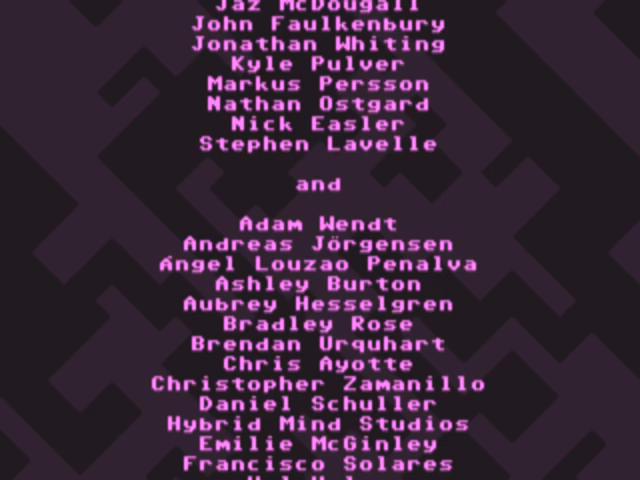 Jaz McDougall
John Faulkenbury
Jonathan Whiting
Kyle Pulver
Markus Persson
Nathan Ostgard
Nick Easler
Stephen Lavelle
and
Adam Wendt
Andreas Jörgensen
Ángel Louzao Penalva
Ashley Burton
Aubrey Hesselgren
Bradley Rose
Brendan Urquhart
Chris Ayotte
Christopher Zamanillo
Daniel Schuller
Hybrid Mind Studios
Emilie McGinley
Francisco Solares